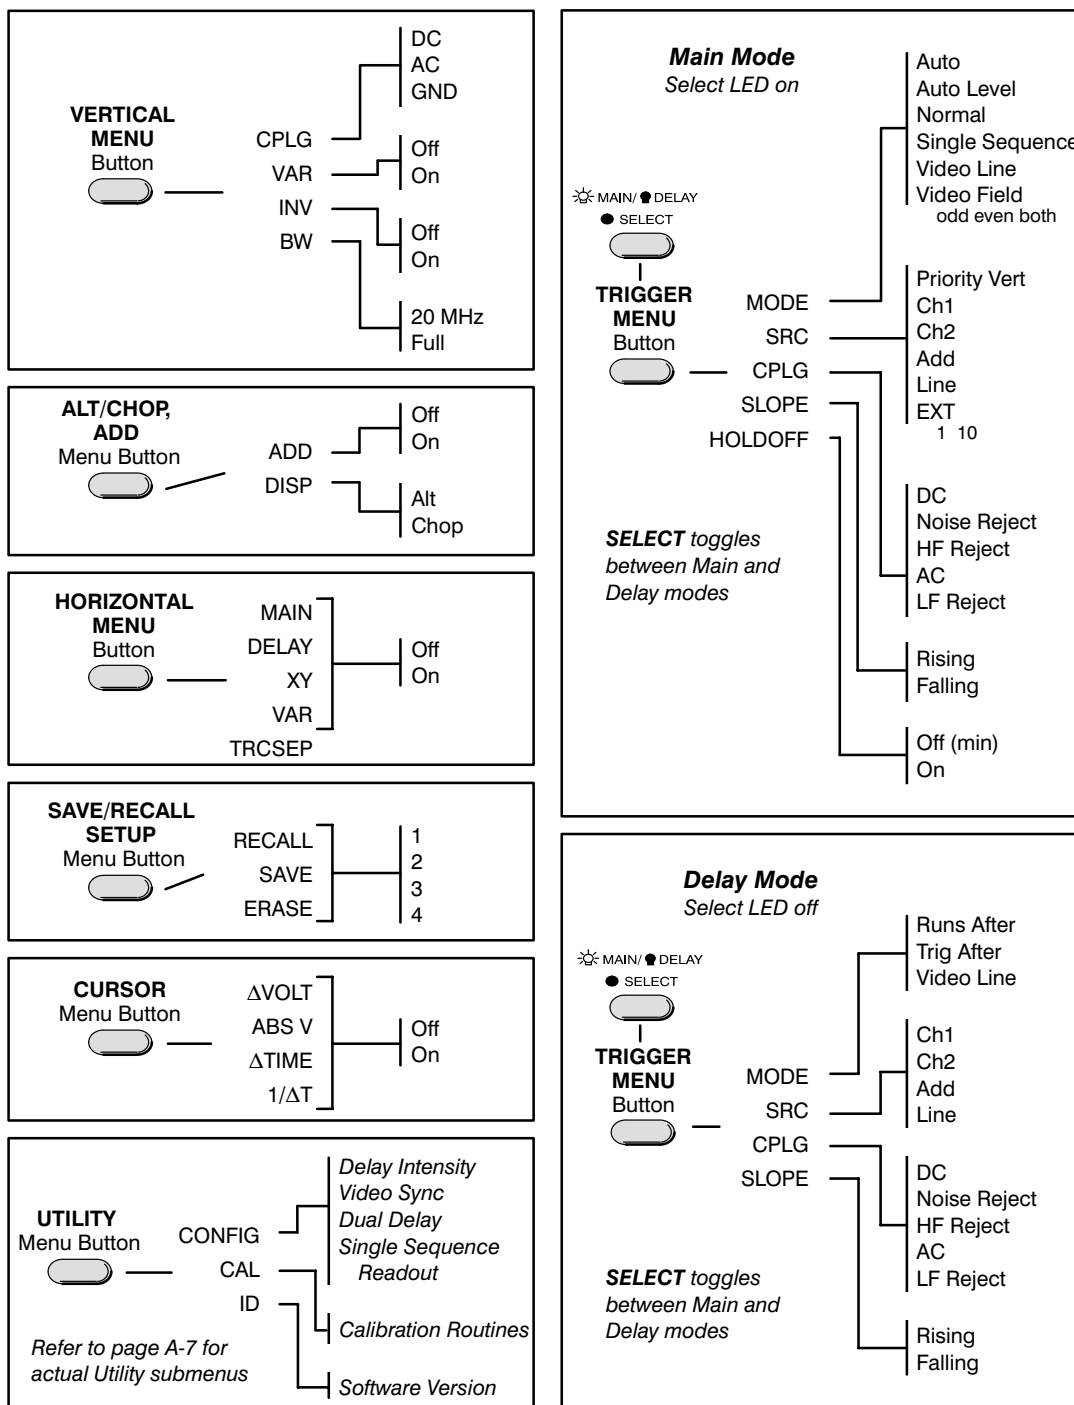 VERTICAL
MENU
Button
CPLG
VAR
INV
BW
DC
AC
GND
Off
On
Off
On
20 MHz
Full
ALT/CHOP,
ADD
Menu Button
ADD
DISP
Off
On
Alt
Chop
HORIZONTAL
MENU
Button
MAIN
DELAY
XY
VAR
TRCSEP
Off
On
SAVE/RECALL
SETUP
Menu Button
RECALL
SAVE
ERASE
1
2
3
4
CURSOR
Menu Button
ΔVOLT
ABS V
ΔTIME
1/ΔT
Off
On
UTILITY
Menu Button
CONFIG
CAL
ID
Delay Intensity
Video Sync
Dual Delay
Single Sequence
Readout
Calibration Routines
Software Version
Refer to page A-7 for
actual Utility submenus
Main Mode
Select LED on
MAIN/ DELAY
SELECT
TRIGGER
MENU
Button
MODE
SRC
CPLG
SLOPE
HOLDOFF
Auto
Auto Level
Normal
Single Sequence
Video Line
Video Field
odd even both
Priority Vert
Ch1
Ch2
Add
Line
EXT
1 10
DC
Noise Reject
HF Reject
AC
LF Reject
Rising
Falling
Off (min)
On
SELECT toggles
between Main and
Delay modes
Delay Mode
Select LED off
MAIN/ DELAY
SELECT
TRIGGER
MENU
Button
MODE
SRC
CPLG
SLOPE
Runs After
Trig After
Video Line
Ch1
Ch2
Add
Line
DC
Noise Reject
HF Reject
AC
LF Reject
Rising
Falling
SELECT toggles
between Main and
Delay modes